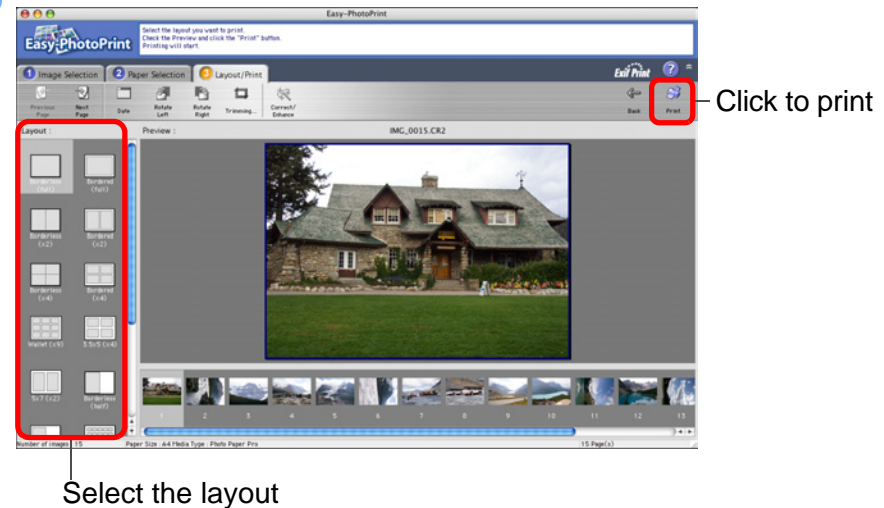 Easy-PhotoPrint
Select the layout you want to print.
Check the Preview and click the "Print" button.
Printing will start.
Easy-PhotoPrint
1 Image Selection
2 Paper Selection
3 Layout/Print
Exif Print
?
Previous Page
Next Page
Date
Rotate Left
Rotate Right
Trimming...
Correct/Enhance
Back
Print
Click to print
Layout :
Preview :
IMG_0015.CR2
Borderless (full)
Bordered (full)
Borderless (x2)
Bordered (x2)
Borderless (x4)
Bordered (x4)
Wallet (x9)
3.5x5 (x4)
5x7 (x2)
Borderless (half)
1 2 3 4 5 6 7 8 9 10 11 12 13
Number of images : 15
Paper Size : A4 Media Type : Photo Paper Pro
15 Page(s)
Select the layout